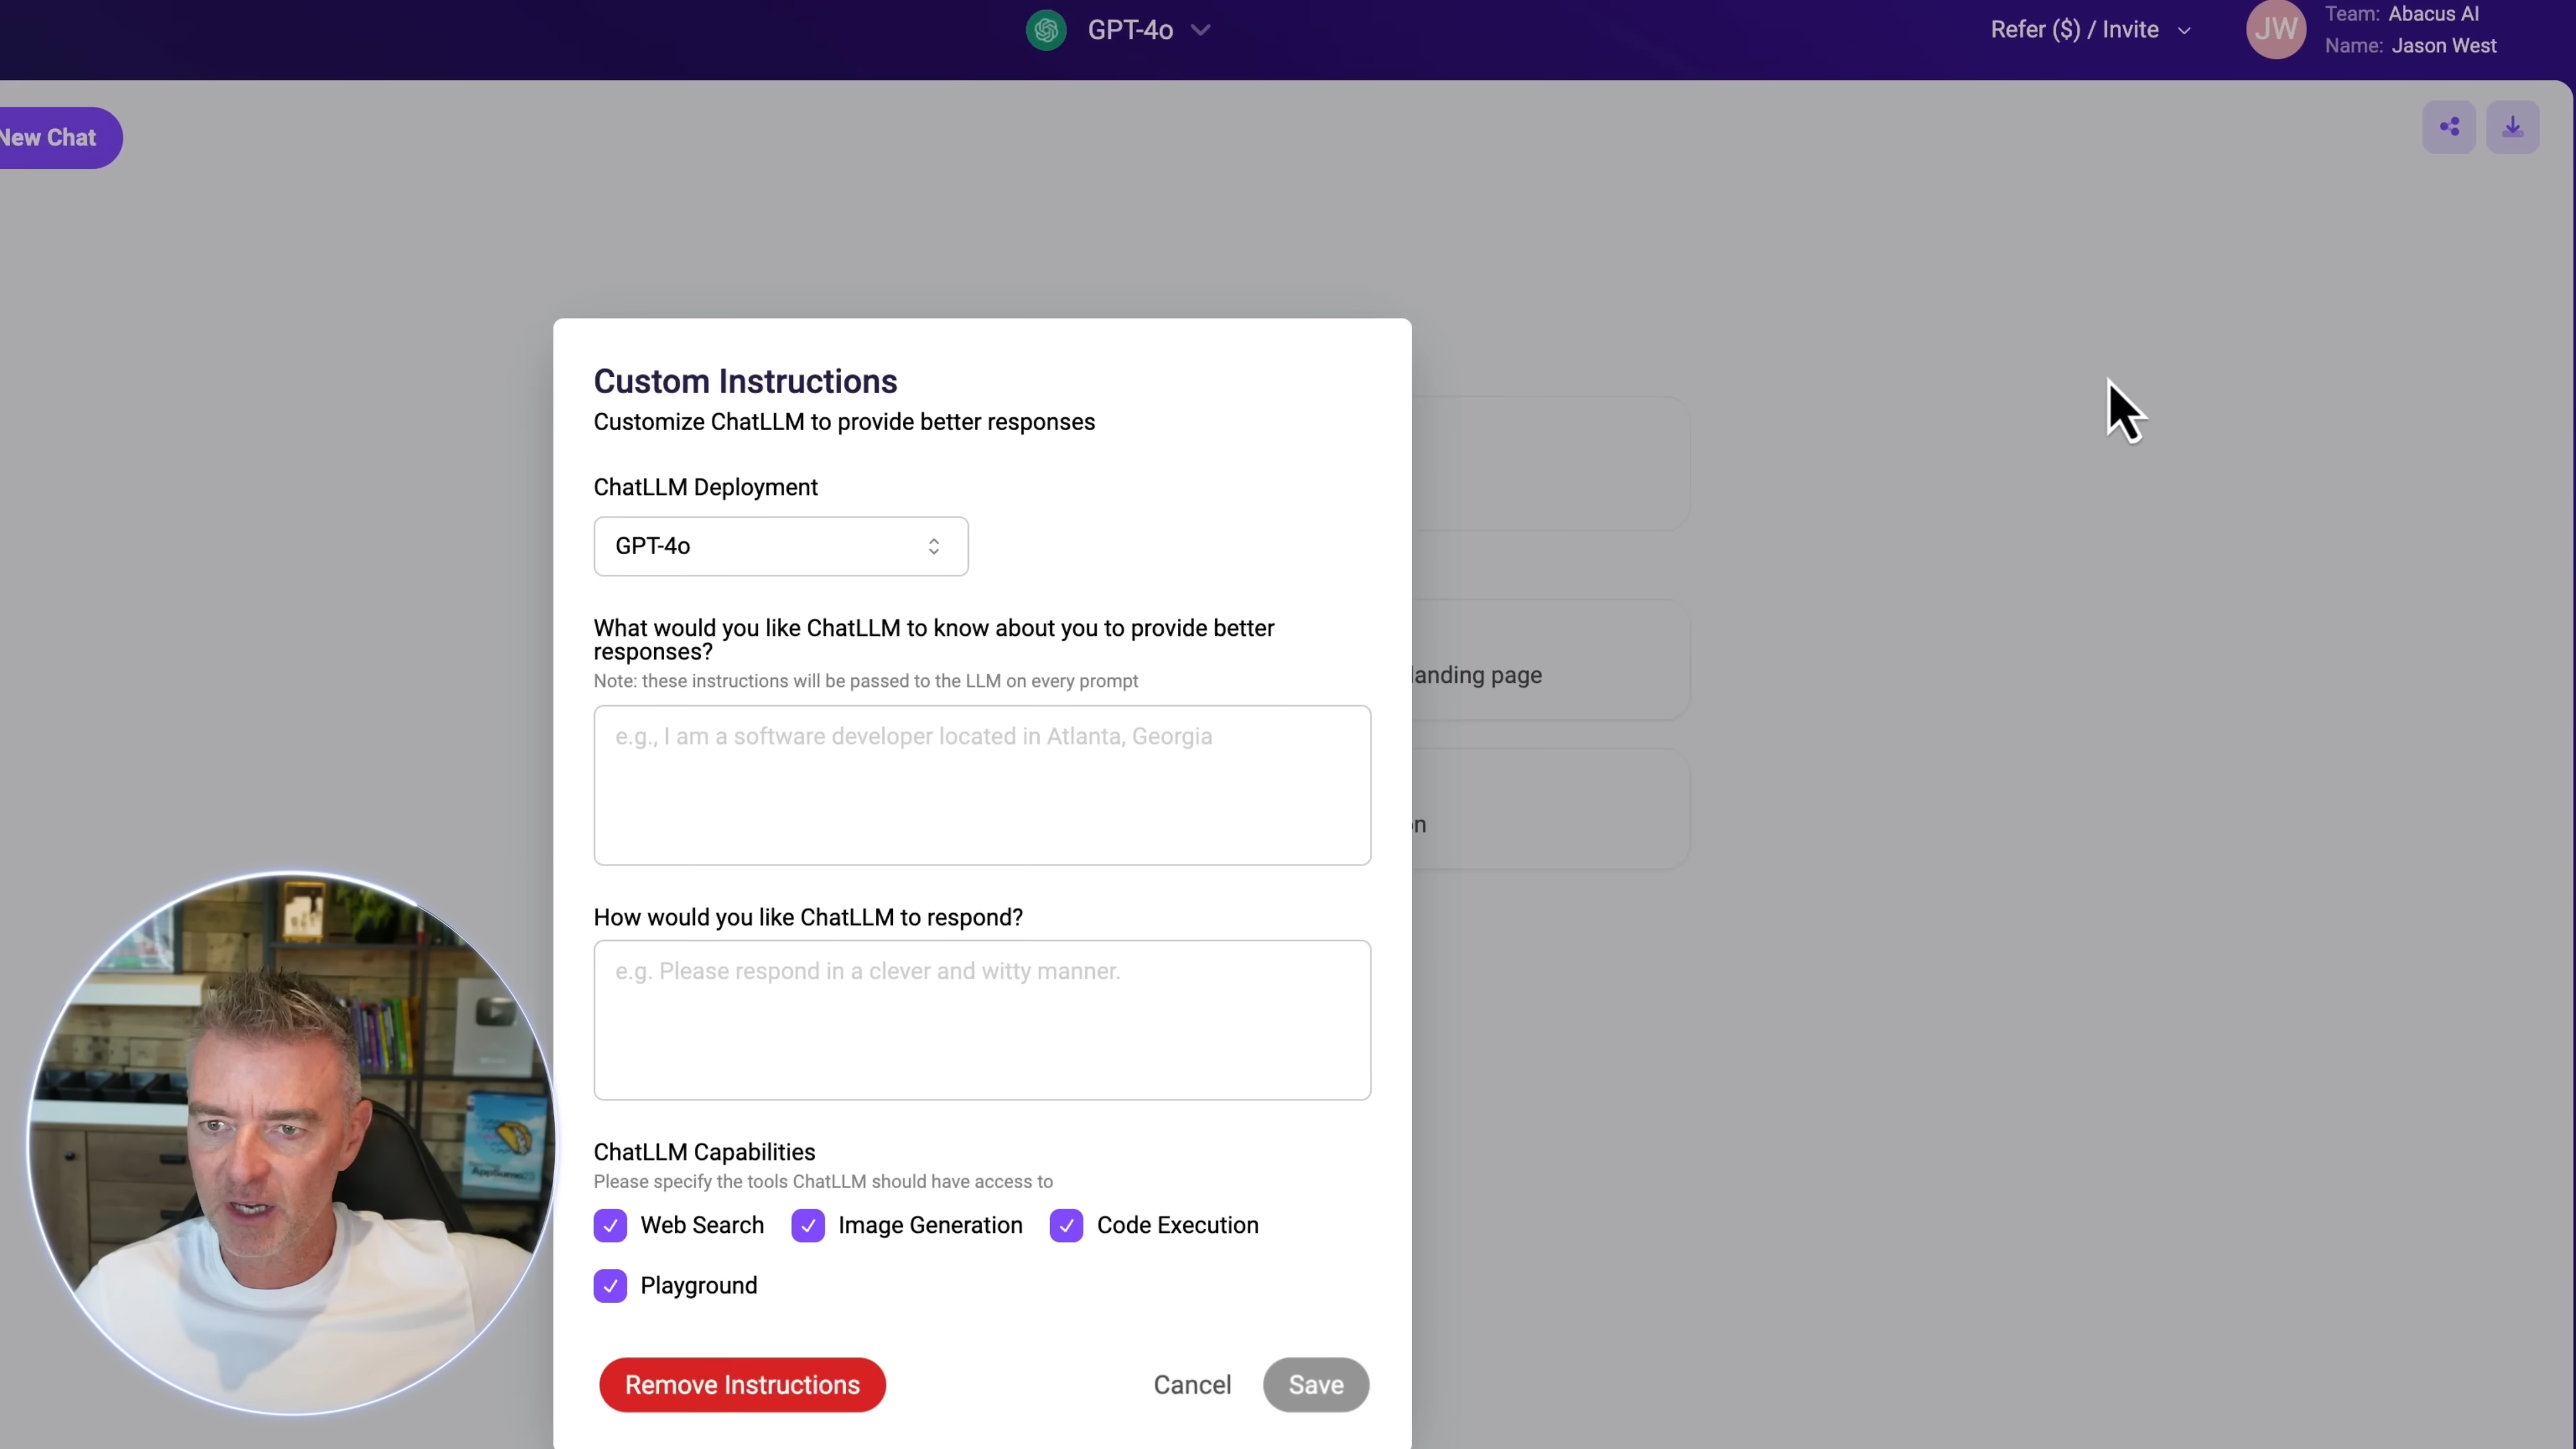 GPT-4o
Refer ($) / Invite
JW
Team: Abacus AI
Name: Jason West
New Chat
Custom Instructions
Customize ChatLLM to provide better responses
ChatLLM Deployment
GPT-4o
What would you like ChatLLM to know about you to provide better
responses?
Note: these instructions will be passed to the LLM on every prompt
landing page
e.g., I am a software developer located in Atlanta, Georgia
on
How would you like ChatLLM to respond?
e.g. Please respond in a clever and witty manner.
ChatLLM Capabilities
Please specify the tools ChatLLM should have access to
Web Search
Image Generation
Code Execution
Playground
Remove Instructions
Cancel
Save
AppSumo